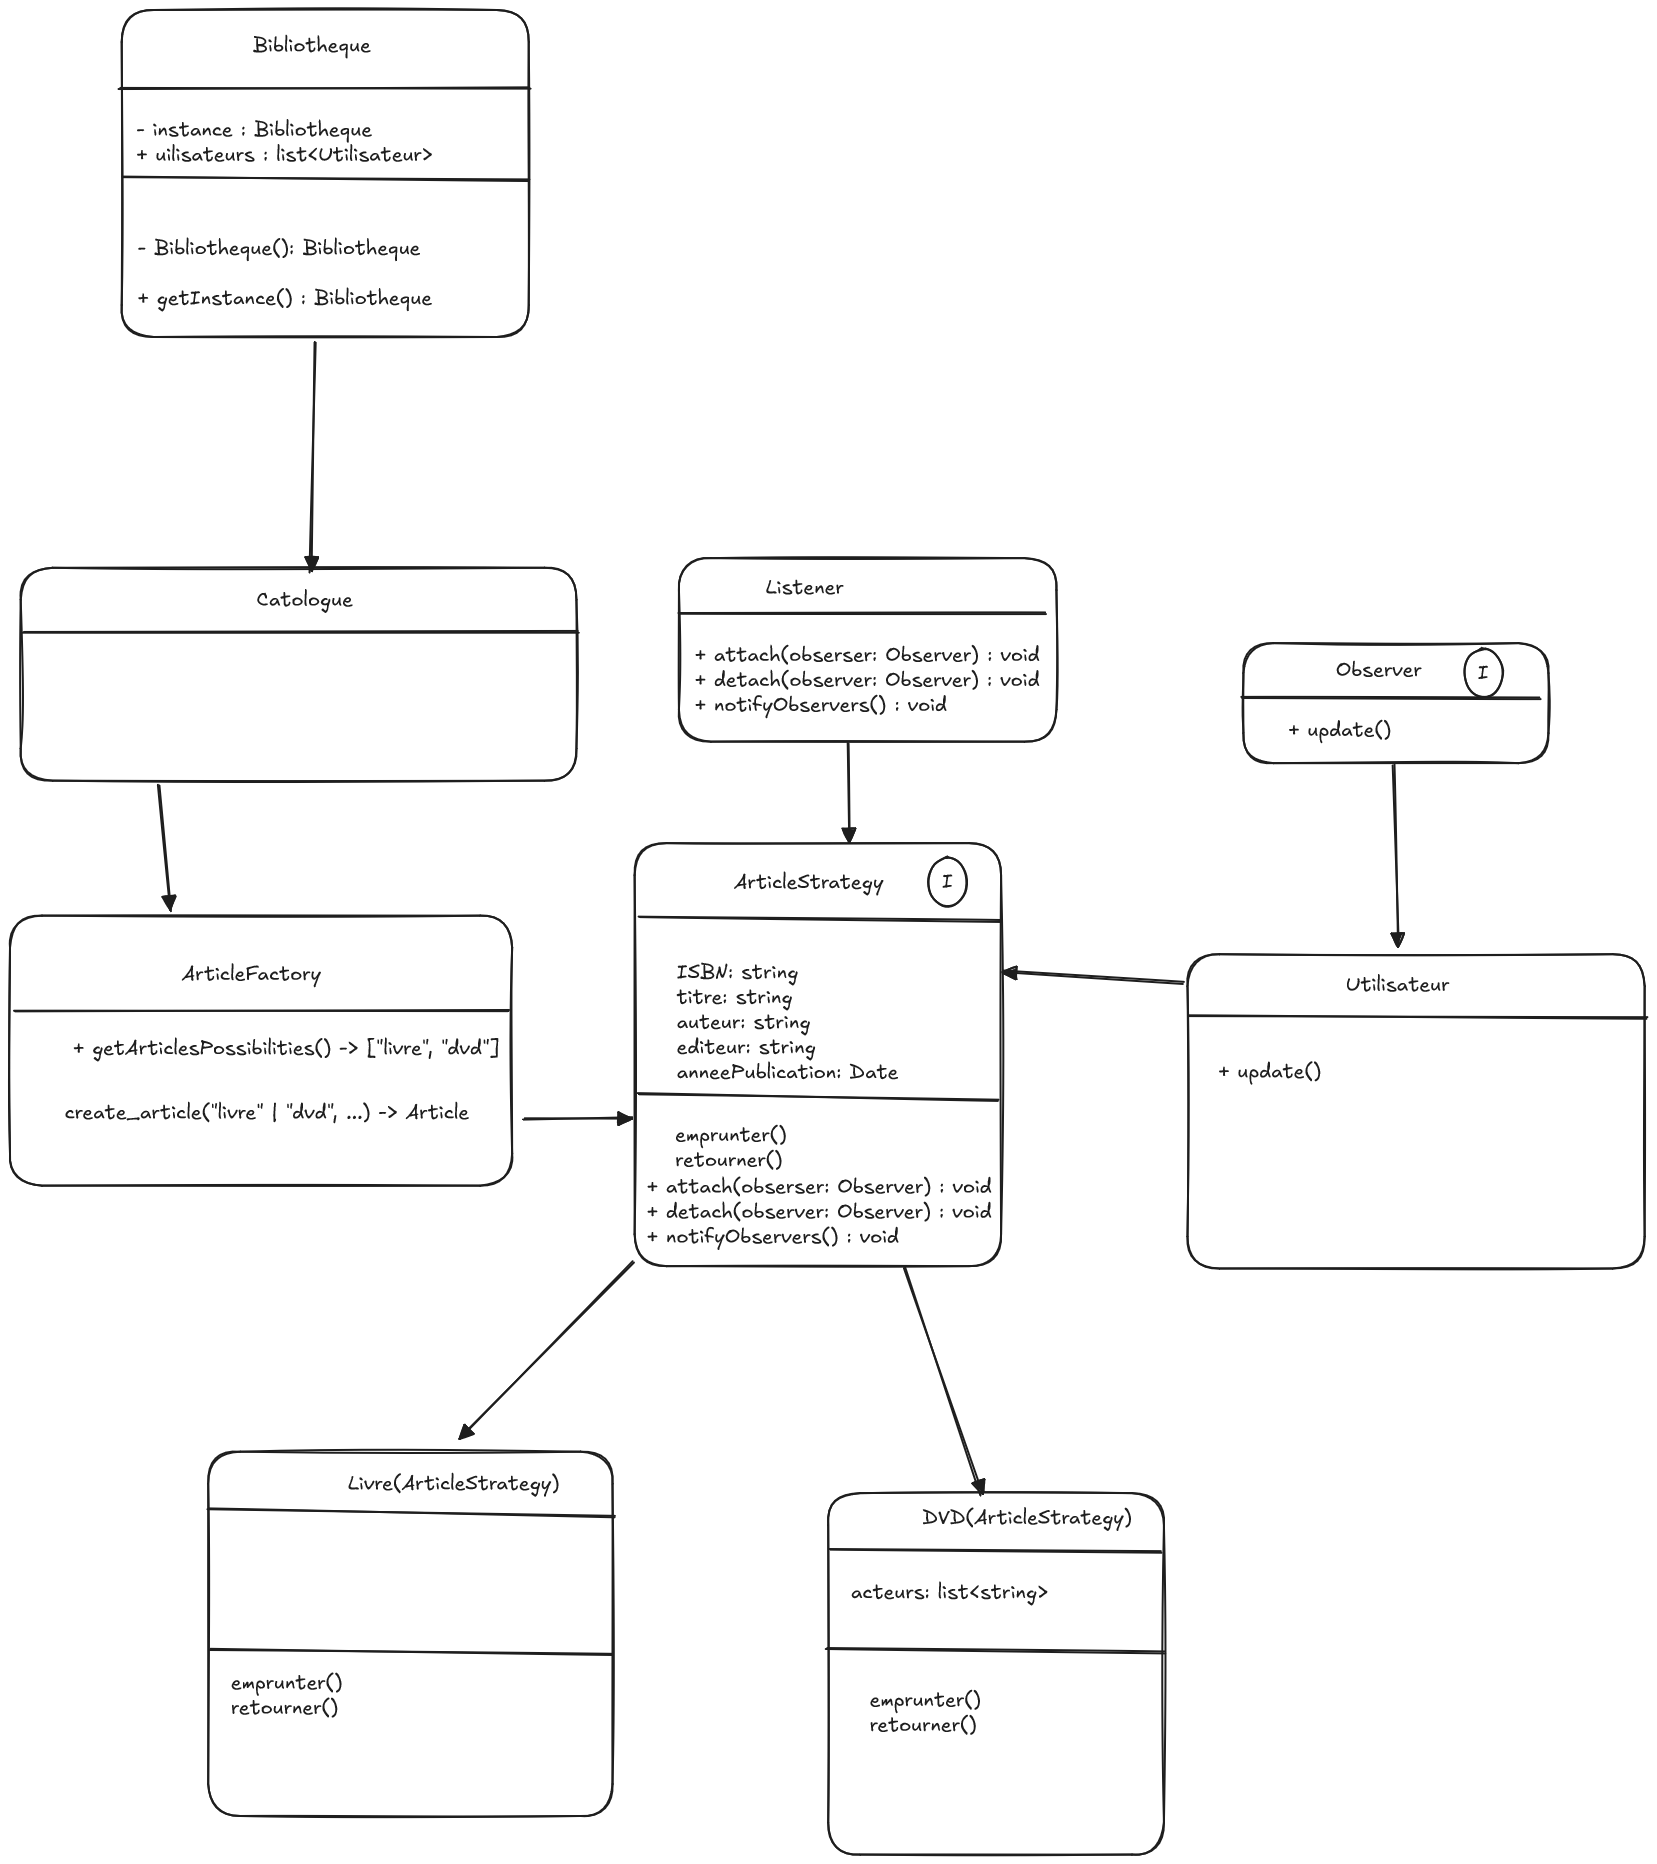 Bibliotheque
- instance : Bibliotheque
+ uilisateurs : list<Utilisateur>
- Bibliotheque(): Bibliotheque
+ getInstance() : Bibliotheque
Catologue
Listener
+ attach(obserser: Observer) : void
+ detach(observer: Observer) : void
+ notifyObservers() : void
Observer
I
+ update()
ArticleFactory
+ getArticlesPossibilities() -> ["livre", "dvd"]
create_article("livre" | "dvd", ...) -> Article
ArticleStrategy
I
ISBN: string
titre: string
auteur: string
editeur: string
anneePublication: Date
emprunter()
retourner()
+ attach(obserser: Observer) : void
+ detach(observer: Observer) : void
+ notifyObservers() : void
Utilisateur
+ update()
Livre(ArticleStrategy)
emprunter()
retourner()
DVD(ArticleStrategy)
acteurs: list<string>
emprunter()
retourner()